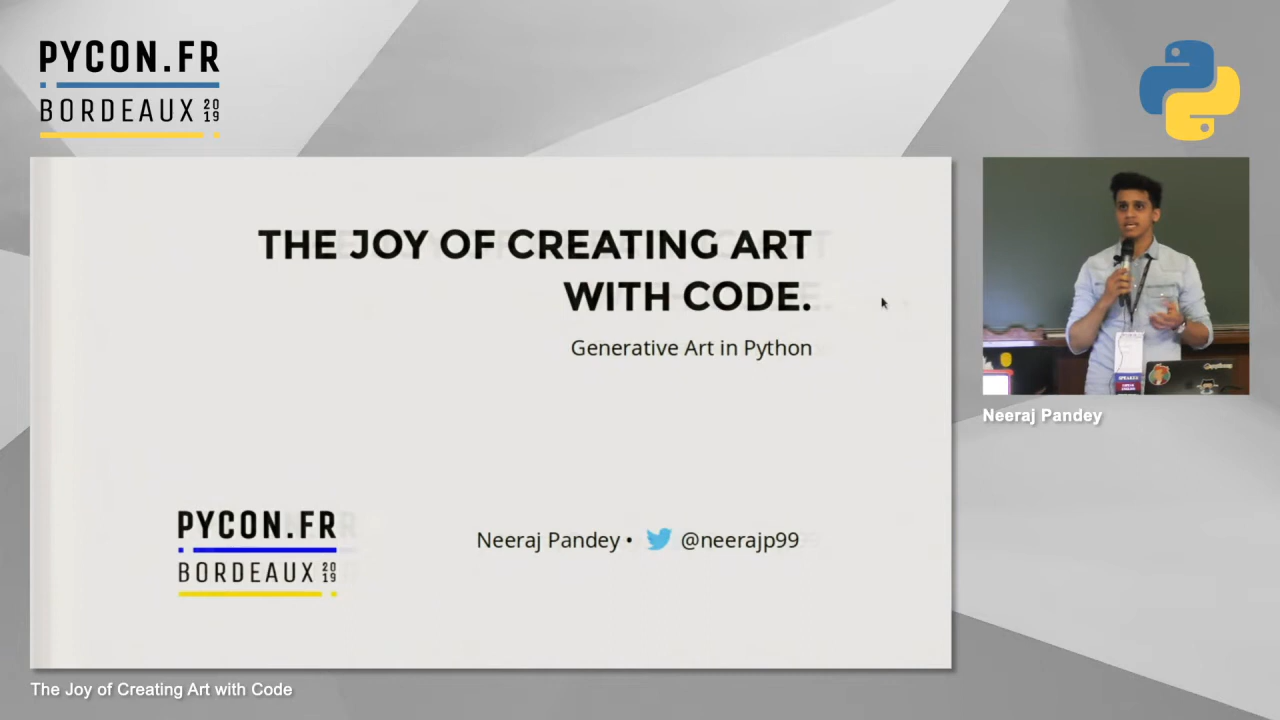 PYCON.FR
BORDEAUX 2019
THE JOY OF CREATING ART
WITH CODE.
Generative Art in Python
PYCON.FR
BORDEAUX 2019
Neeraj Pandey • @neerajp99
SPEAKER
Neeraj Pandey
The Joy of Creating Art with Code